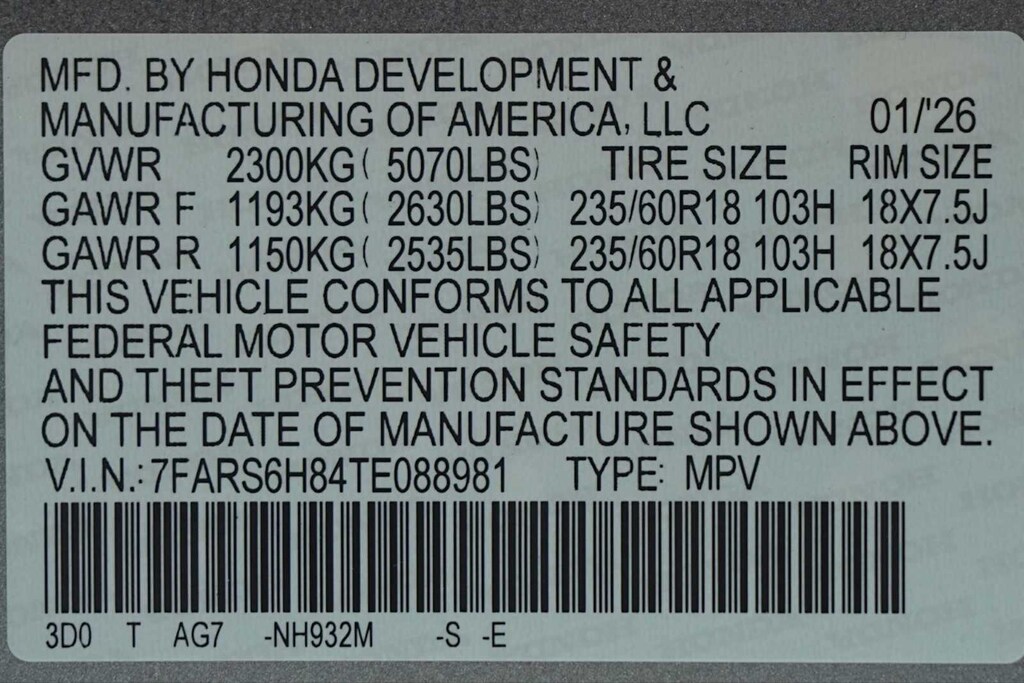 MFD. BY HONDA DEVELOPMENT &
MANUFACTURING OF AMERICA, LLC 01/'26
GVWR 2300KG( 5070LBS) TIRE SIZE RIM SIZE
GAWR F 1193KG( 2630LBS) 235/60R18 103H 18X7.5J
GAWR R 1150KG( 2535LBS) 235/60R18 103H 18X7.5J
THIS VEHICLE CONFORMS TO ALL APPLICABLE
FEDERAL MOTOR VEHICLE SAFETY
AND THEFT PREVENTION STANDARDS IN EFFECT
ON THE DATE OF MANUFACTURE SHOWN ABOVE.
V.I.N.: 7FARS6H84TE088981 TYPE: MPV
3D0 T AG7 -NH932M -S -E